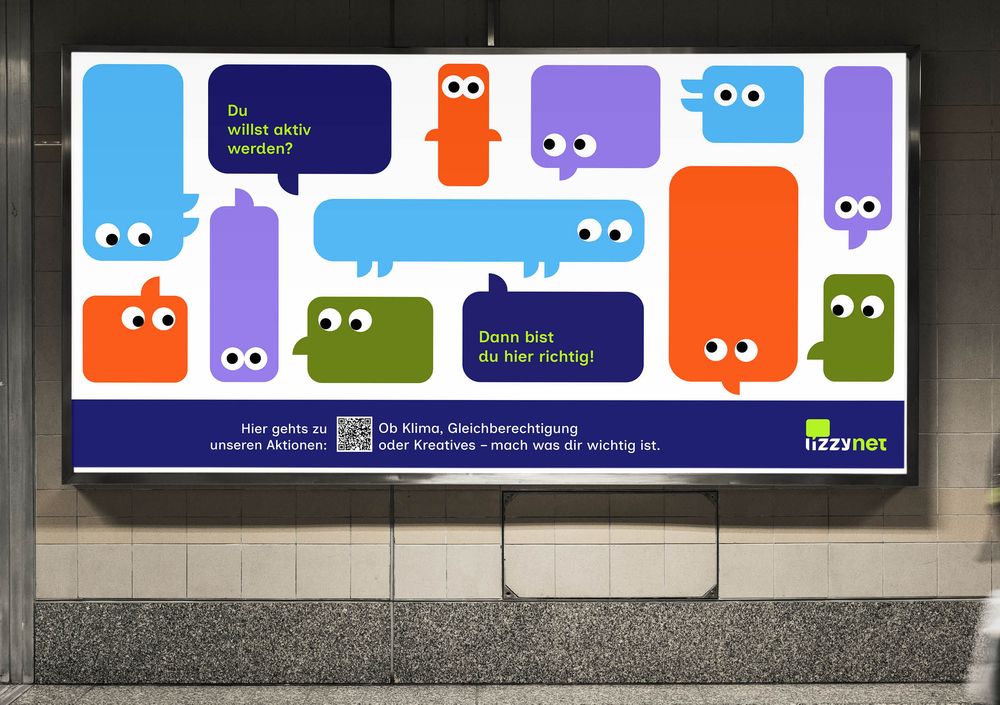 Du
willst aktiv
werden?
Dann bist
du hier richtig!
Hier gehts zu
unseren Aktionen:
Ob Klima, Gleichberechtigung
oder Kreatives – mach was dir wichtig ist.
lizzynet